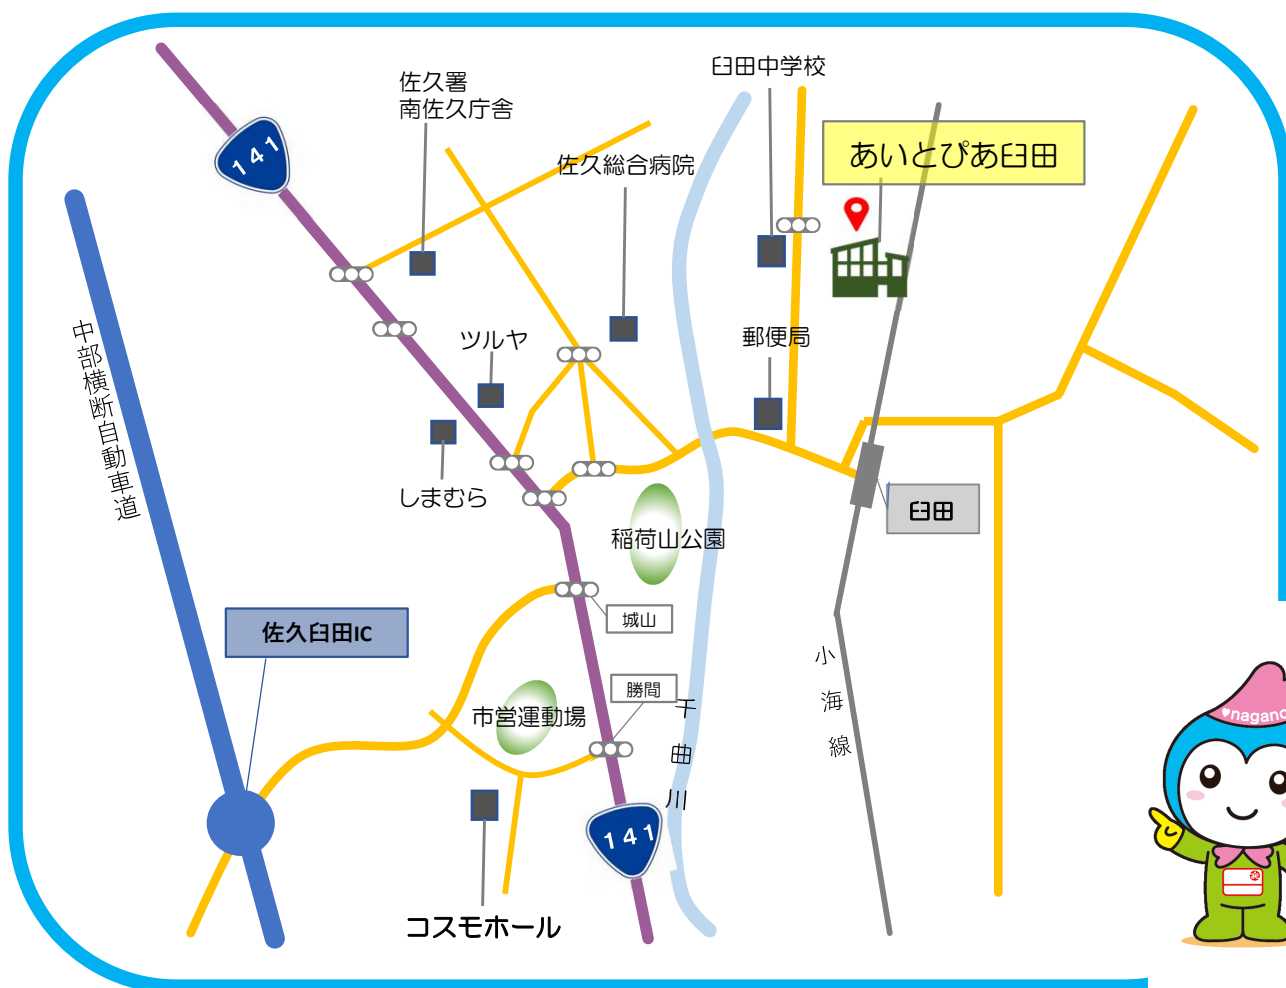 臼田中学校
佐久署
南佐久庁舎
141
あいとぴあ臼田
佐久総合病院
中部横断自動車道
ツルヤ
郵便局
しまむら
臼田
稲荷山公園
城山
佐久臼田IC
小海線
勝間
市営運動場
千曲川
♥nagano
141
コスモホール